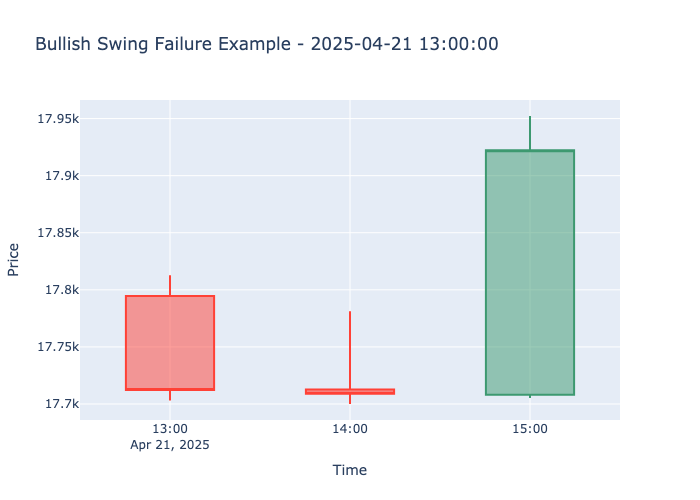 Bullish Swing Failure Example - 2025-04-21 13:00:00
Price
17.95k
17.9k
17.85k
17.8k
17.75k
17.7k
13:00
Apr 21, 2025
14:00
15:00
Time